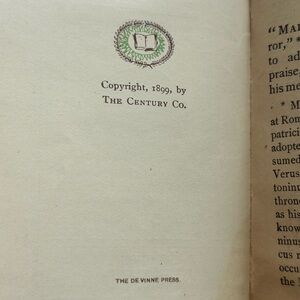 Copyright, 1899, by
THE CENTURY CO.
THE DE VINNE PRESS.
"MAR
ror," *
to ad
praise,
his me
* M
at Rom
patrici
adopte
sumed
Verus
toninu
throne
as his
know
ninus
cus r
occu
the